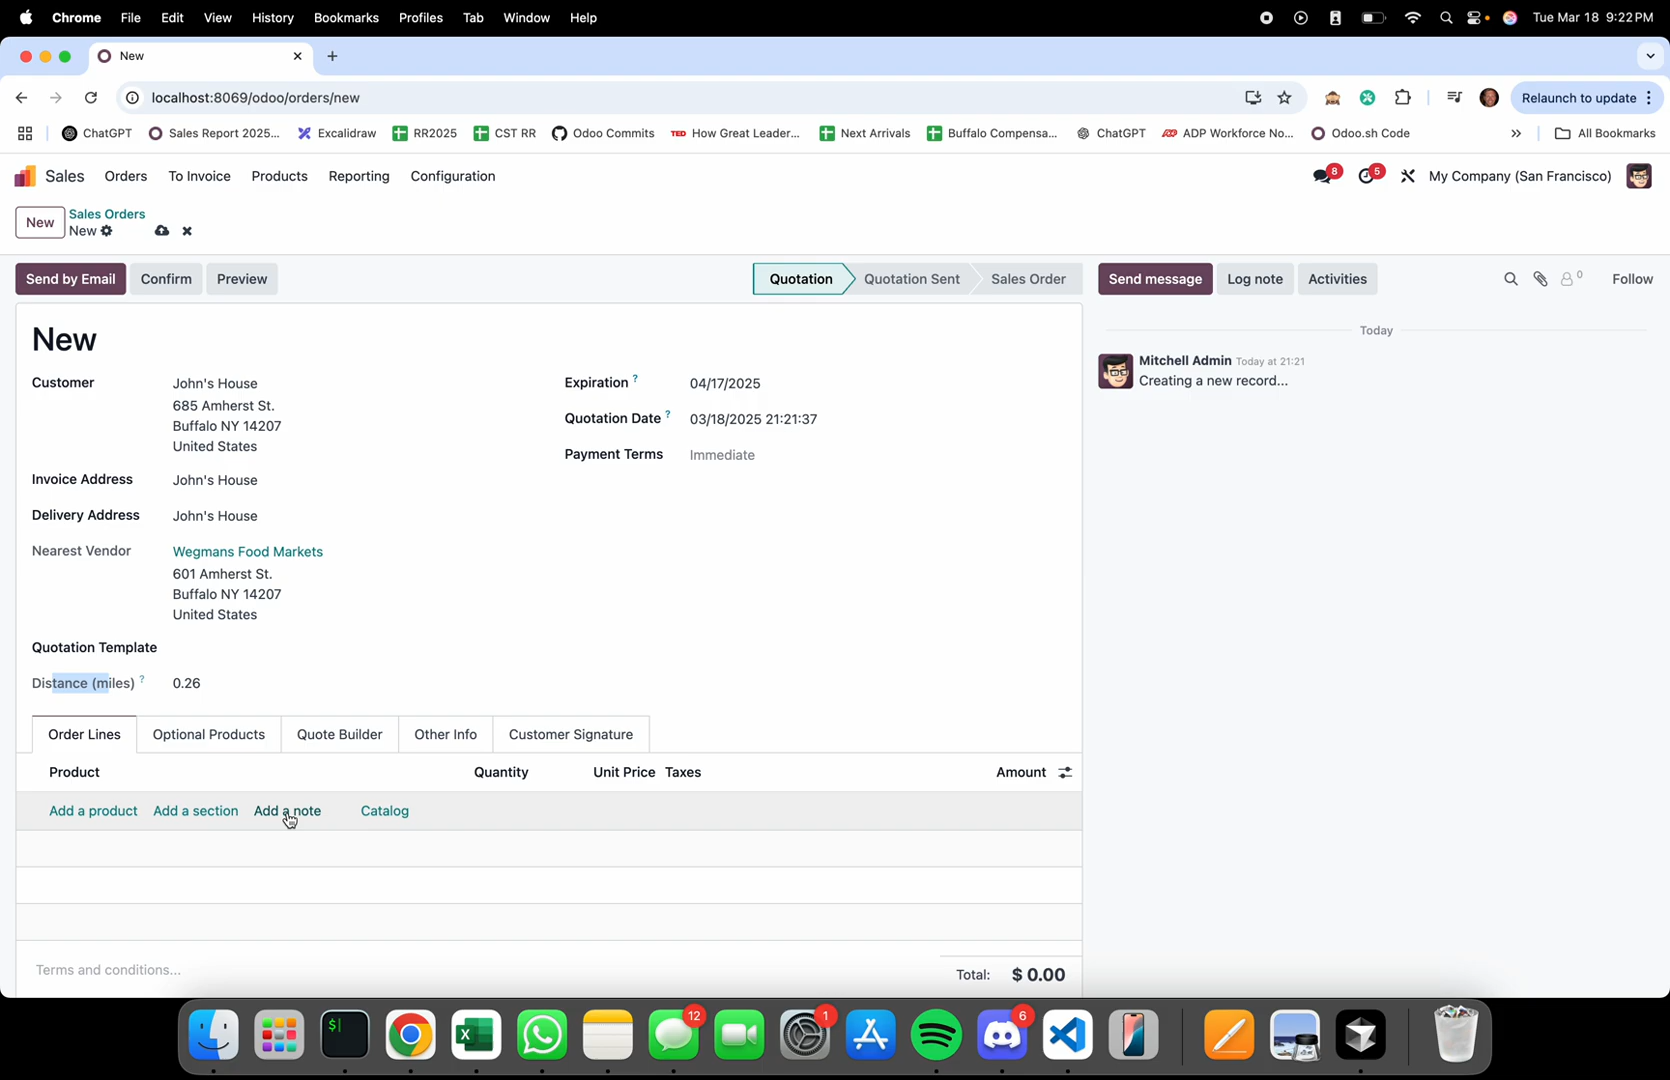 Chrome File Edit View History Bookmarks Profiles Tab Window Help Tue Mar 18 9:22 PM
New
localhost:8069/odoo/orders/new Relaunch to update
ChatGPT Sales Report 2025... Excalidraw RR2025 CST RR Odoo Commits TED How Great Leader... Next Arrivals Buffalo Compensa... ChatGPT ADP Workforce No... Odoo.sh Code » All Bookmarks
Sales Orders To Invoice Products Reporting Configuration 8 5 My Company (San Francisco)
New Sales Orders
New
Send by Email Confirm Preview Quotation Quotation Sent Sales Order Send message Log note Activities 0 Follow
New
Today
Customer John's House
685 Amherst St.
Buffalo NY 14207
United States
Expiration ? 04/17/2025
Quotation Date ? 03/18/2025 21:21:37
Payment Terms Immediate
Mitchell Admin Today at 21:21
Creating a new record...
Invoice Address John's House
Delivery Address John's House
Nearest Vendor Wegmans Food Markets
601 Amherst St.
Buffalo NY 14207
United States
Quotation Template
Distance (miles) ? 0.26
Order Lines Optional Products Quote Builder Other Info Customer Signature
Product Quantity Unit Price Taxes Amount
Add a product Add a section Add a note Catalog
Terms and conditions... Total: $ 0.00
$ 12 1 6